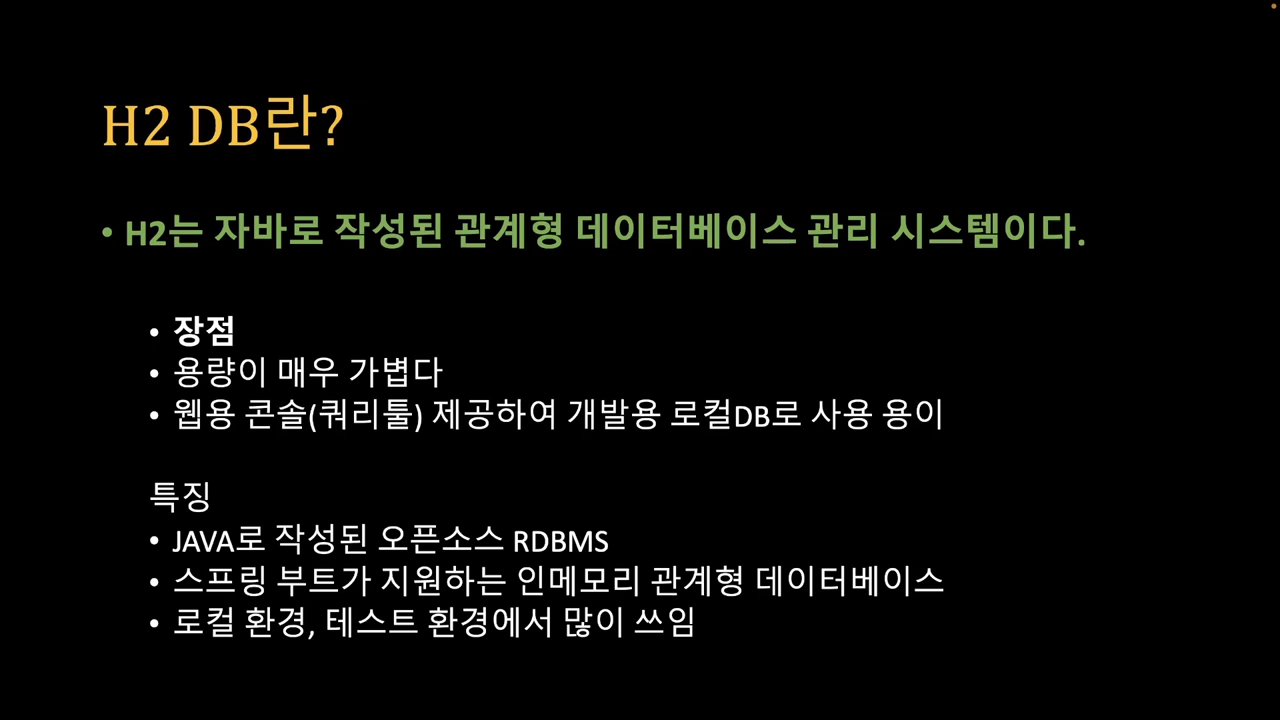 H2 DB란?
• H2는 자바로 작성된 관계형 데이터베이스 관리 시스템이다.
• 장점
• 용량이 매우 가볍다
• 웹용 콘솔(쿼리툴) 제공하여 개발용 로컬DB로 사용 용이
특징
• JAVA로 작성된 오픈소스 RDBMS
• 스프링 부트가 지원하는 인메모리 관계형 데이터베이스
• 로컬 환경, 테스트 환경에서 많이 쓰임